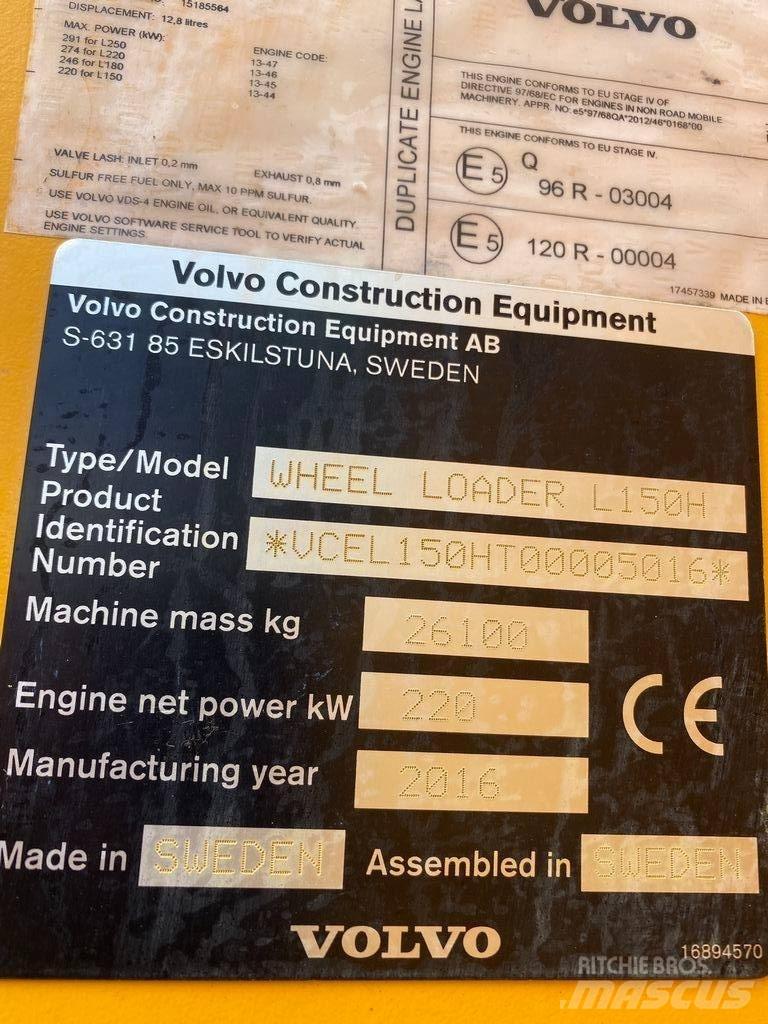 15185564
DISPLACEMENT: 12,8 litres
MAX. POWER (kW):
291 for L250
274 for L220
246 for L180
220 for L150
ENGINE CODE:
13-47
13-46
13-45
13-44
VALVE LASH: INLET 0,2 mm EXHAUST 0,8 mm
SULFUR FREE FUEL ONLY, MAX 10 PPM SULFUR.
USE VOLVO VDS-4 ENGINE OIL, OR EQUIVALENT QUALITY
USE VOLVO SOFTWARE SERVICE TOOL TO VERIFY ACTUAL
ENGINE SETTINGS.
DUPLICATE ENGINE
VOLVO
THIS ENGINE CONFORMS TO EU STAGE IV OF
DIRECTIVE 97/68/EC FOR ENGINES IN NON ROAD MOBILE
MACHINERY. APPR. NO: e5*97/68QA*2012/46*0168*00
THIS ENGINE CONFORMS TO EU STAGE IV.
E5 Q 96 R - 03004
E5 120 R - 00004
17457339 MADE IN
Volvo Construction Equipment
Volvo Construction Equipment AB
S-631 85 ESKILSTUNA, SWEDEN
Type/Model WHEEL LOADER L150H
Product
Identification
Number *VCEL150HT00005016*
Machine mass kg 26100
Engine net power kW 220
CE
Manufacturing year 2016
Made in SWEDEN Assembled in SWEDEN
VOLVO
16894570
RITCHIE BROS.
MASCUS